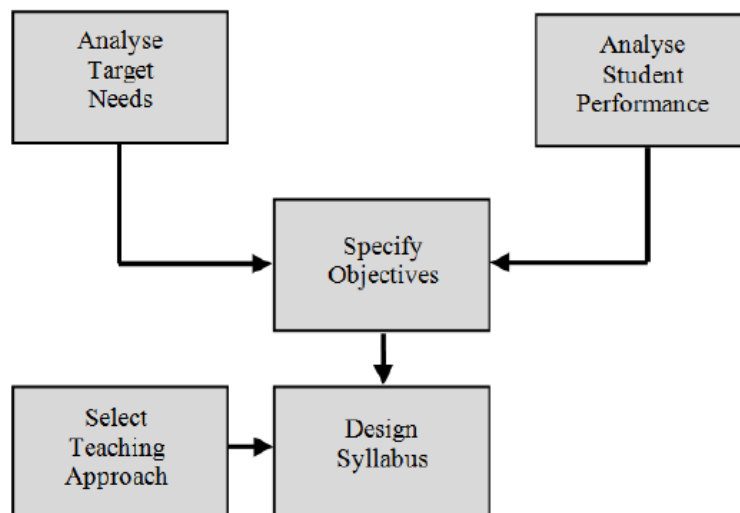 Analyse
Target
Needs
Analyse
Student
Performance
Specify
Objectives
Select
Teaching
Approach
Design
Syllabus